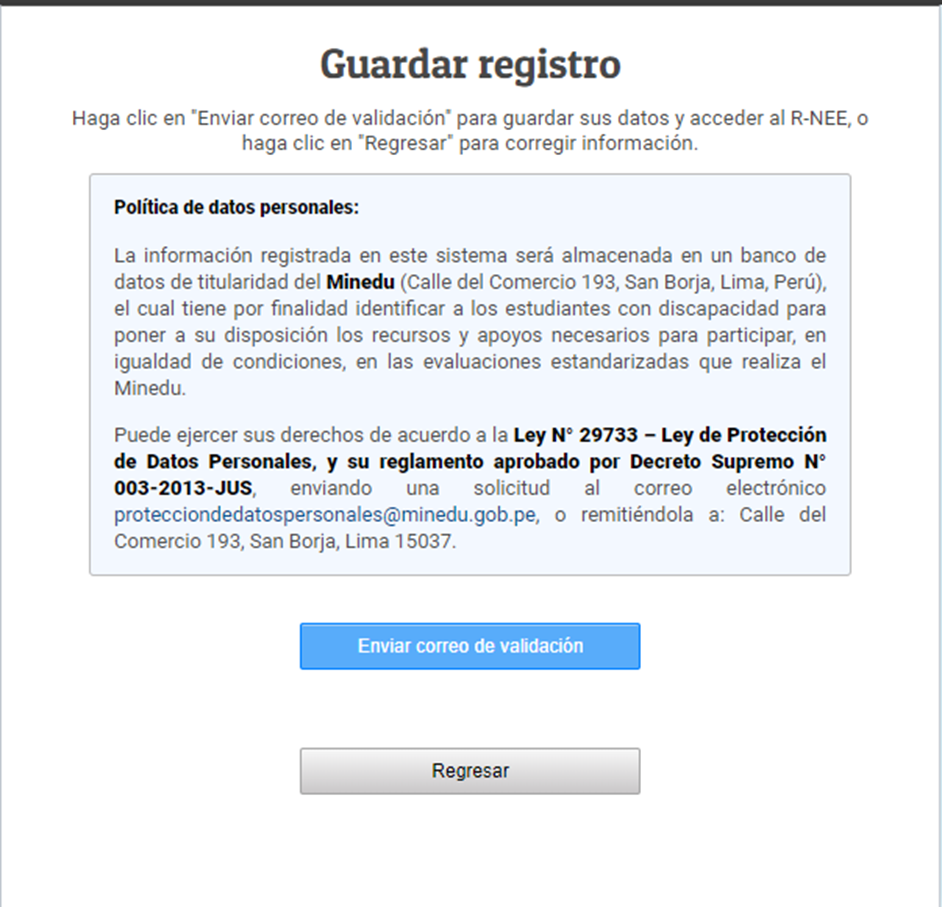 Guardar registro
Haga clic en "Enviar correo de validación" para guardar sus datos y acceder al R-NEE, o
haga clic en "Regresar" para corregir información.
Política de datos personales:
La información registrada en este sistema será almacenada en un banco de
datos de titularidad del Minedu (Calle del Comercio 193, San Borja, Lima, Perú),
el cual tiene por finalidad identificar a los estudiantes con discapacidad para
poner a su disposición los recursos y apoyos necesarios para participar, en
igualdad de condiciones, en las evaluaciones estandarizadas que realiza el
Minedu.
Puede ejercer sus derechos de acuerdo a la Ley N° 29733 – Ley de Protección
de Datos Personales, y su reglamento aprobado por Decreto Supremo N°
003-2013-JUS, enviando una solicitud al correo electrónico
protecciondedatospersonales@minedu.gob.pe, o remitiéndola a: Calle del
Comercio 193, San Borja, Lima 15037.
Enviar correo de validación
Regresar